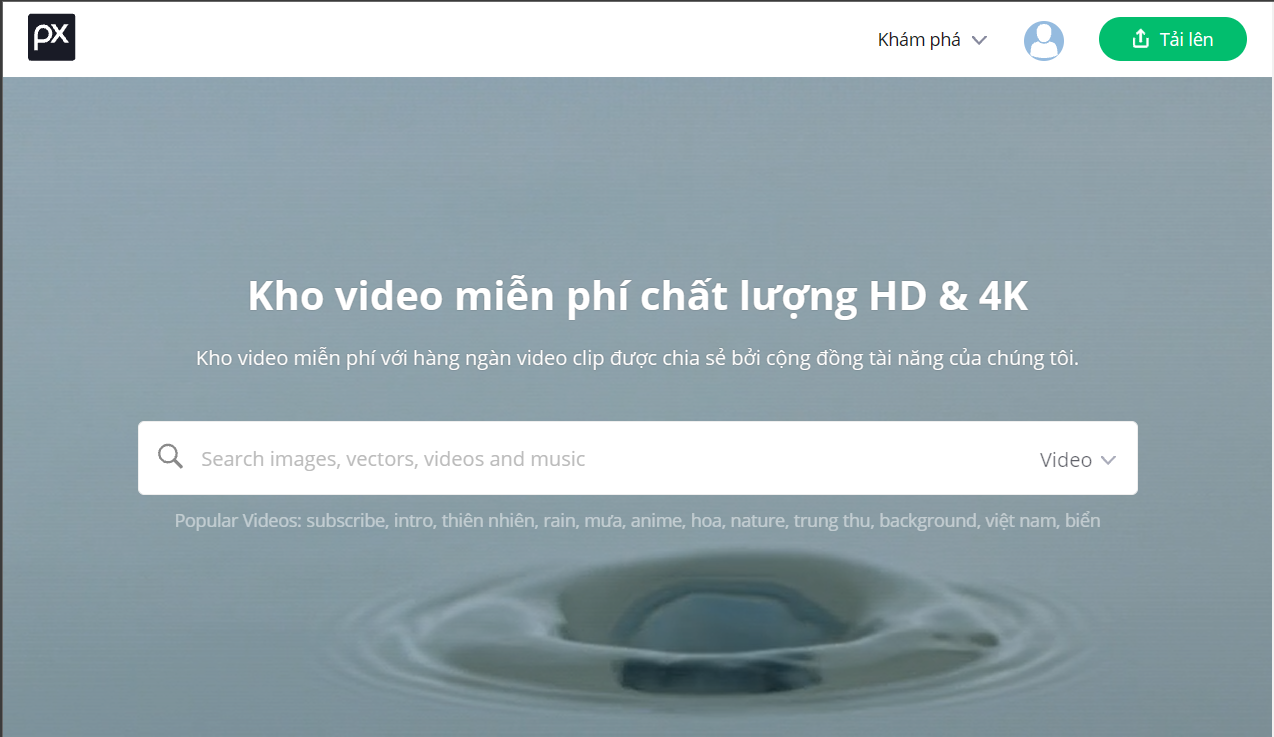 px
Khám phá
Tải lên
Kho video miễn phí chất lượng HD & 4K
Kho video miễn phí với hàng ngàn video clip được chia sẻ bởi cộng đồng tài năng của chúng tôi.
Search images, vectors, videos and music
Video
Popular Videos: subscribe, intro, thiên nhiên, rain, mưa, anime, hoa, nature, trung thu, background, việt nam, biển